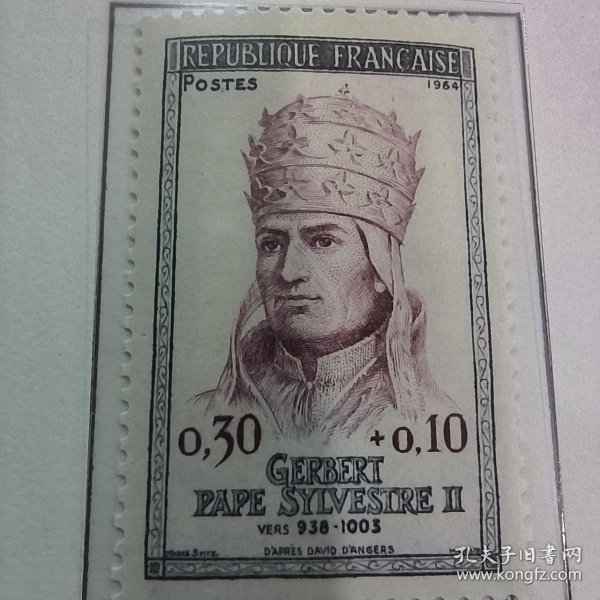 REPUBLIQUE FRANÇAISE
POSTES 1964
0,30 +0,10
GERBERT
PAPE SYLVESTRE II
VERS 938-1003
D'APRÈS DAVID D'ANGERS
孔夫子旧书网
www.kongfz.com